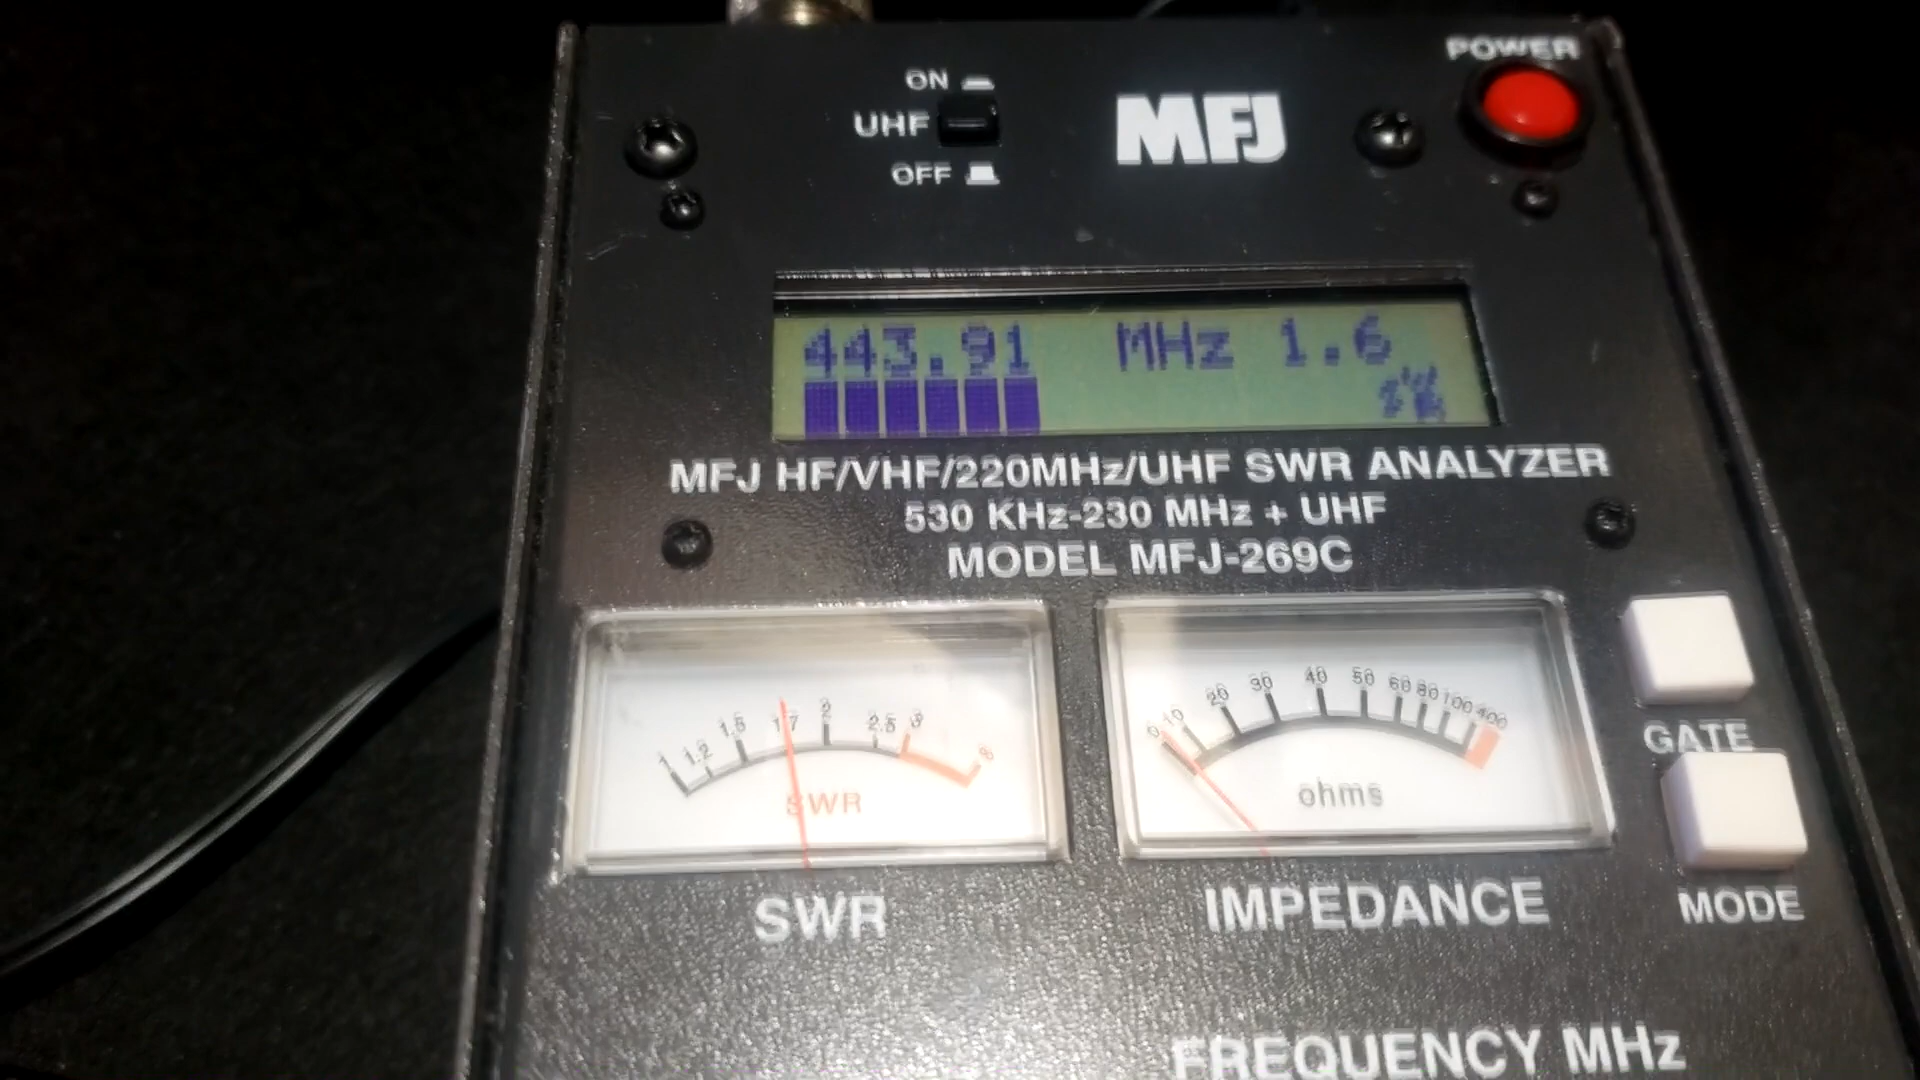 POWER
ON
UHF
OFF
MFJ
443.91 MHz 1.6
MFJ HF/VHF/220MHz/UHF SWR ANALYZER
530 KHz-230 MHz + UHF
MODEL MFJ-269C
1 1.2 1.5 1.7 2 2.5 3 ∞
SWR
0 10 20 30 40 50 60 80 100 400
ohms
GATE
SWR
IMPEDANCE
MODE
FREQUENCY MHz